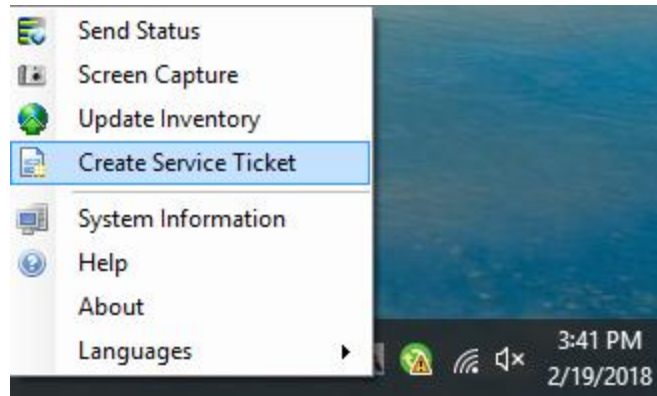 Send Status
Screen Capture
Update Inventory
Create Service Ticket
System Information
Help
About
Languages
3:41 PM
2/19/2018